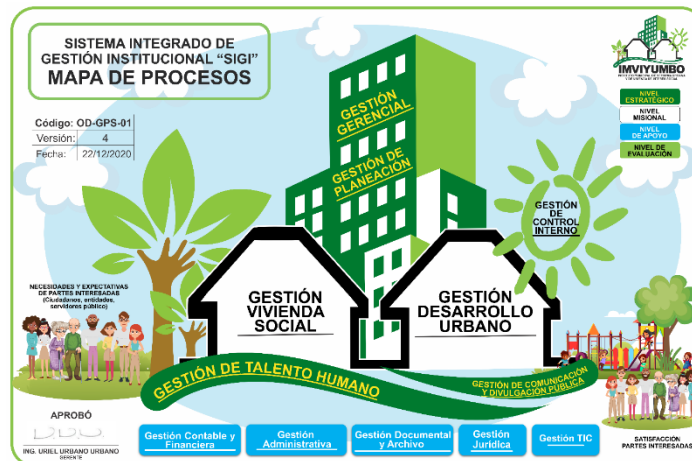 SISTEMA INTEGRADO DE
GESTIÓN INSTITUCIONAL “SIGI”
MAPA DE PROCESOS
Código: OD-GPS-01
Versión: 4
Fecha: 22/12/2020
IMVIYUMBO
NIVEL
ESTRATÉGICO
NIVEL
MISIONAL
NIVEL
DE APOYO
NIVEL DE
EVALUACIÓN
GESTIÓN
GERENCIAL
GESTIÓN DE
PLANEACIÓN
GESTIÓN
DE
CONTROL
INTERNO
NECESIDADES Y EXPECTATIVAS
DE PARTES INTERESADAS
(Ciudadanos, entidades,
servidores público)
GESTIÓN
VIVIENDA
SOCIAL
GESTIÓN
DESARROLLO
URBANO
GESTIÓN DE TALENTO HUMANO
GESTIÓN DE COMUNICACIÓN
Y DIVULGACIÓN PÚBLICA
APROBÓ
ING. URIEL URBANO URBANO
GERENTE
Gestión Contable y
Financiera
Gestión
Administrativa
Gestión Documental
y Archivo
Gestión
Jurídica
Gestión TIC
SATISFACCIÓN
PARTES INTERESADAS